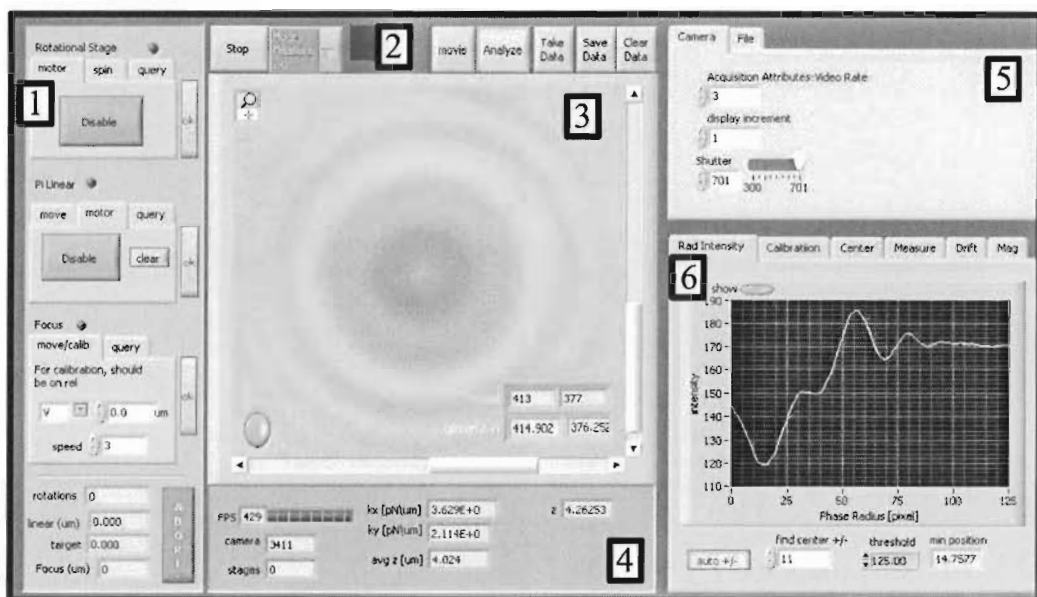 Rotational Stage
motor spin query
1
Disable
ok
Pi Linear
move motor query
Disable clear
ok
Focus
move/calib query
For calibration, should
be on rel
0.0 um
ok
speed 3
rotations 0
linear (um) 0.000
target 0.000
Focus (um) 0
ABORT
Stop
2
movie Analyze Take Data Save Data Clear Data
3
413 377
414.902 376.252
FPS 429
camera 3411
stages 0
kx [pN\um] 3.629E+0
ky [pN\um] 2.114E+0
avg z [um] 4.024
z 4.26253
4
Camera File
5
Acquisition Attributes:Video Rate
3
display increment
1
Shutter
701 300 701
Rad Intensity Calibration Center Measure Drift Mag
6
show
190
180
170
160
150
140
130
120
110
Intensity
0 25 50 75 100 125
Phase Radius [pixel]
auto +/-
find center +/-
11
threshold
125.00
min position
14.7577